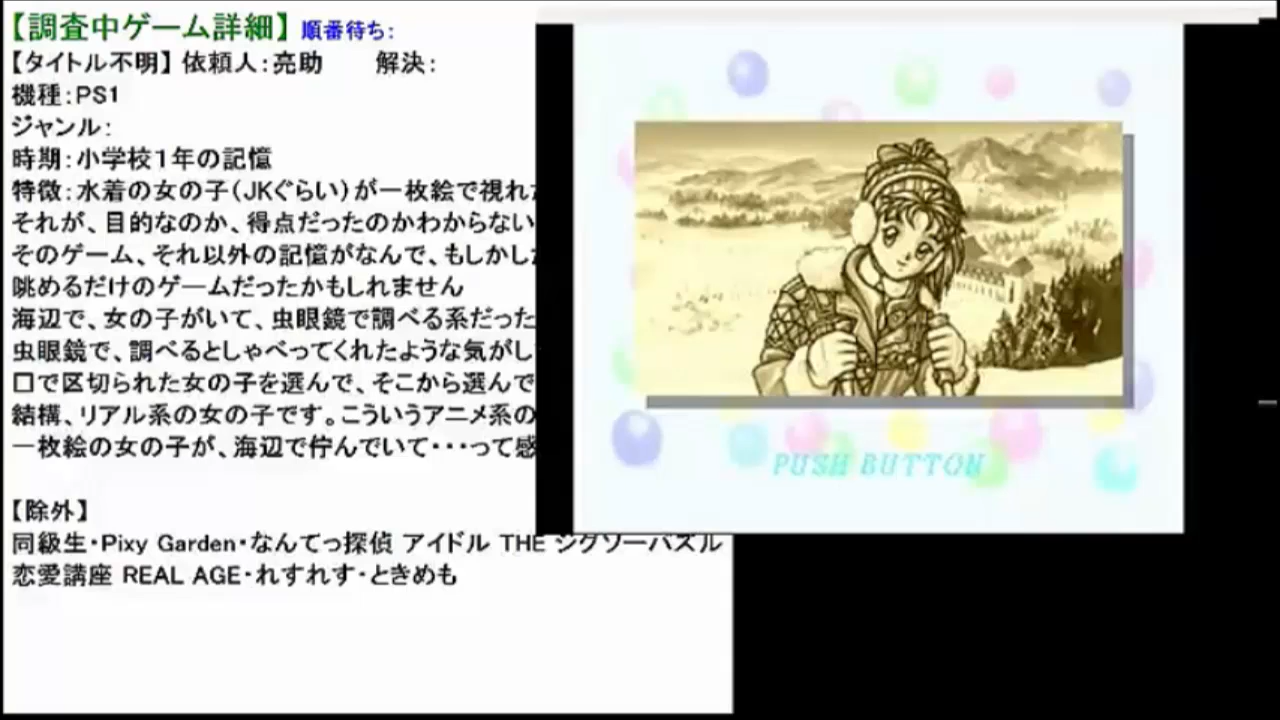 【調査中ゲーム詳細】 順番待ち:
【タイトル不明】 依頼人:亮助 解決:
機種:PS1
ジャンル:
時期:小学校1年の記憶
特徴:水着の女の子(JKぐらい)が一枚絵で視れ
それが、目的なのか、得点だったのかわからない
そのゲーム、それ以外の記憶がなんで、もしかし
眺めるだけのゲームだったかもしれません
海辺で、女の子がいて、虫眼鏡で調べる系だった
虫眼鏡で、調べるとしゃべってくれたような気がし
口で区切られた女の子を選んで、そこから選んで
結構、リアル系の女の子です。こういうアニメ系の
一枚絵の女の子が、海辺で佇んでいて・・・って感
【除外】
同級生・Pixy Garden・なんてっ探偵 アイドル THE ジグソーパズル
恋愛講座 REAL AGE・れすれす・ときめも
PUSH BUTTON